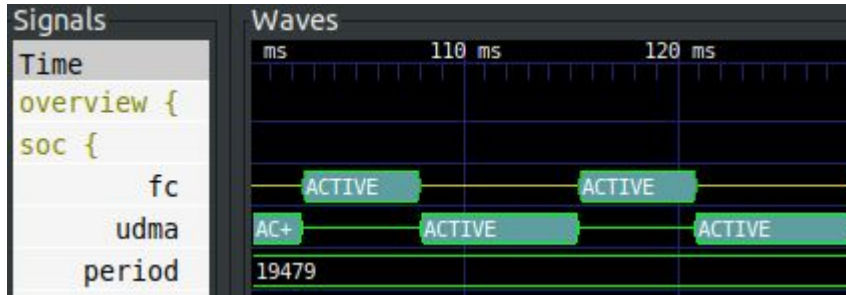 Signals
Waves
Time
ms 110 ms 120 ms
overview {
soc {
fc ACTIVE ACTIVE
udma AC+ ACTIVE ACTIVE
period 19479